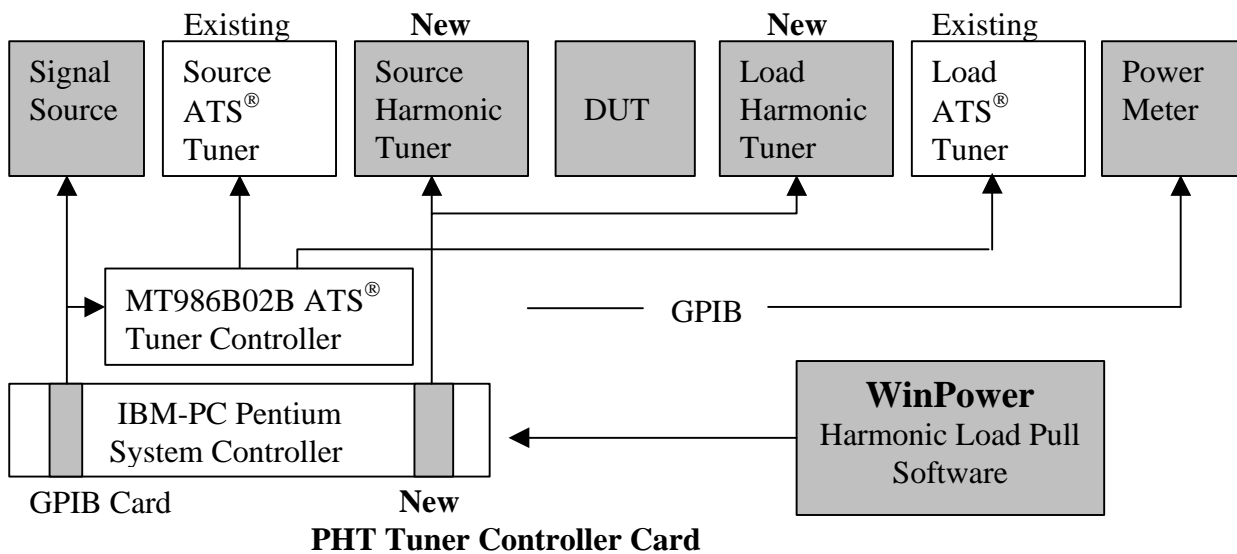 Existing
New
New
Existing
Signal
Source
Source
ATS®
Tuner
Source
Harmonic
Tuner
DUT
Load
Harmonic
Tuner
Load
ATS®
Tuner
Power
Meter
MT986B02B ATS®
Tuner Controller
GPIB
IBM-PC Pentium
System Controller
WinPower
Harmonic Load Pull
Software
GPIB Card
New
PHT Tuner Controller Card